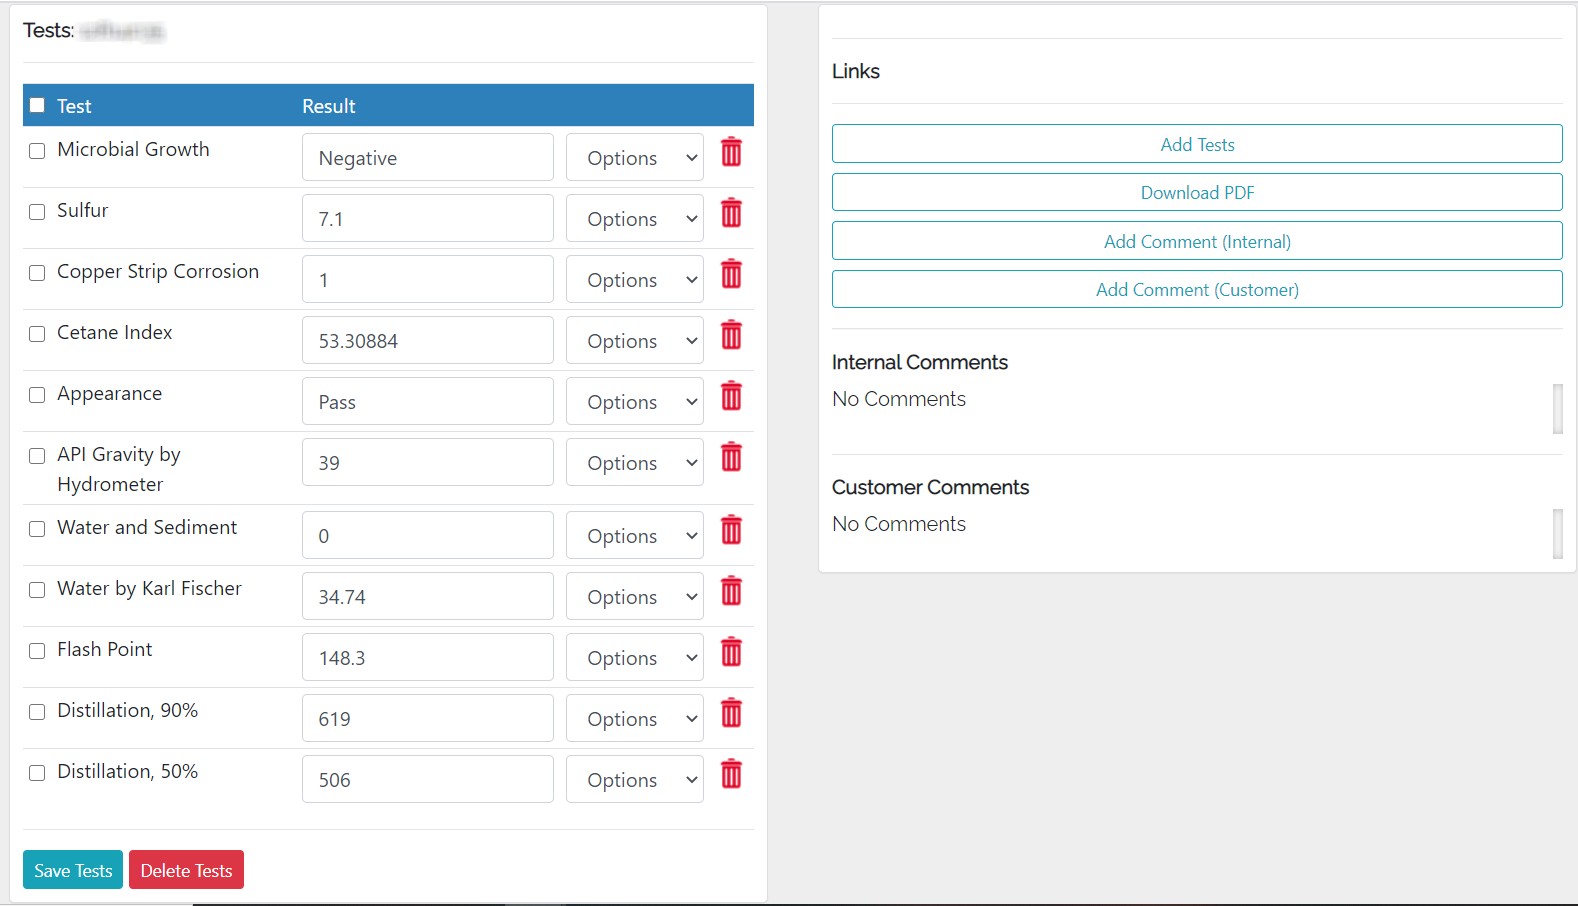 Tests:
Test Result
Microbial Growth Negative Options
Sulfur 7.1 Options
Copper Strip Corrosion 1 Options
Cetane Index 53.30884 Options
Appearance Pass Options
API Gravity by
Hydrometer 39 Options
Water and Sediment 0 Options
Water by Karl Fischer 34.74 Options
Flash Point 148.3 Options
Distillation, 90% 619 Options
Distillation, 50% 506 Options
Save Tests Delete Tests
Links
Add Tests
Download PDF
Add Comment (Internal)
Add Comment (Customer)
Internal Comments
No Comments
Customer Comments
No Comments